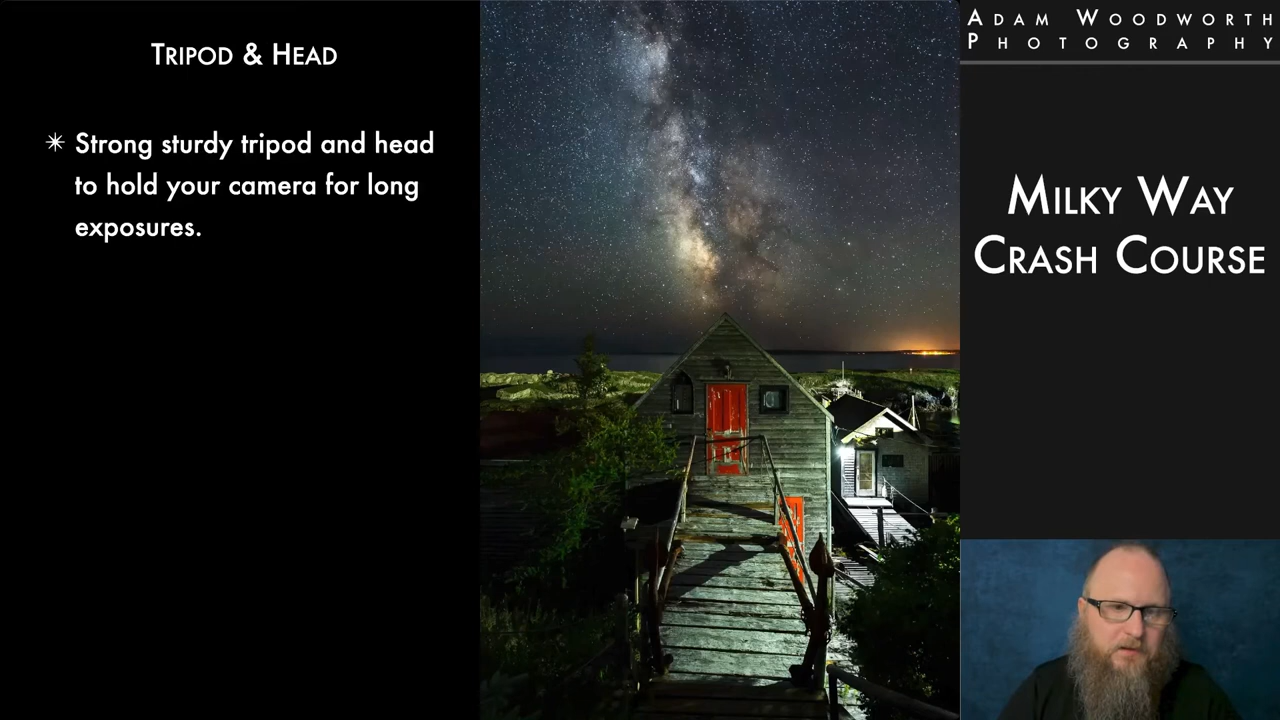 Tripod & Head
✴ Strong sturdy tripod and head
to hold your camera for long
exposures.
Adam Woodworth
Photography
Milky Way
Crash Course